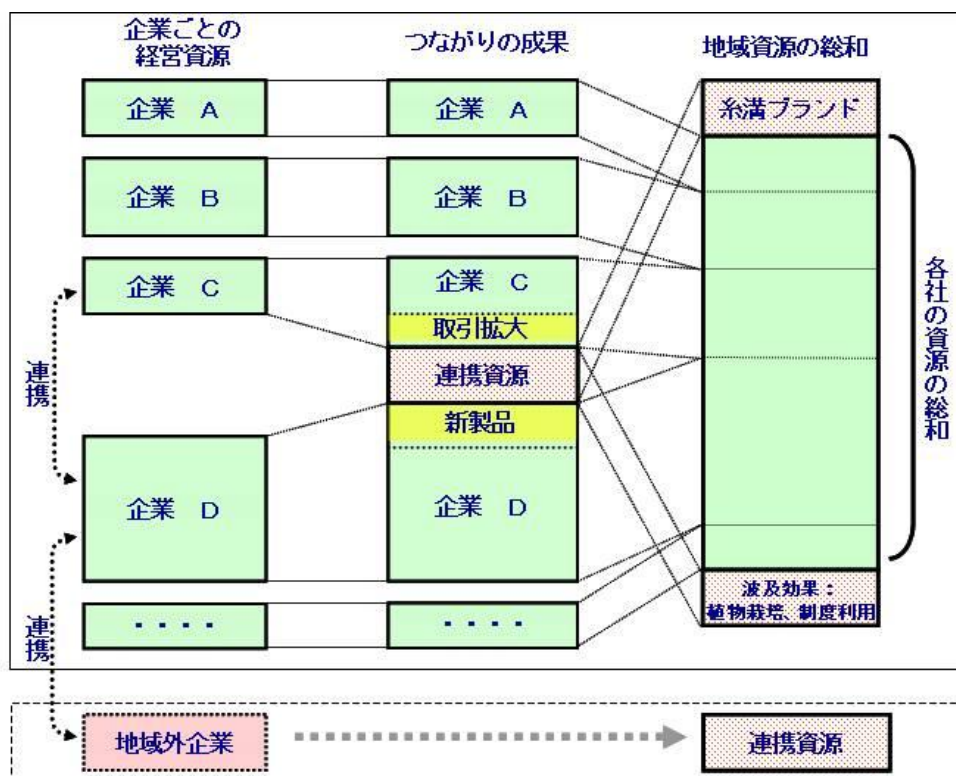 企業ごとの
経営資源
つながりの成果
地域資源の総和
企業 A
企業 A
糸満ブランド
企業 B
企業 B
企業 C
企業 C
取引拡大
連携資源
新製品
企業 D
企業 D
連携
連携
各社の資源の総和
・・・・
・・・・
波及効果：
植物栽培、制度利用
地域外企業
連携資源